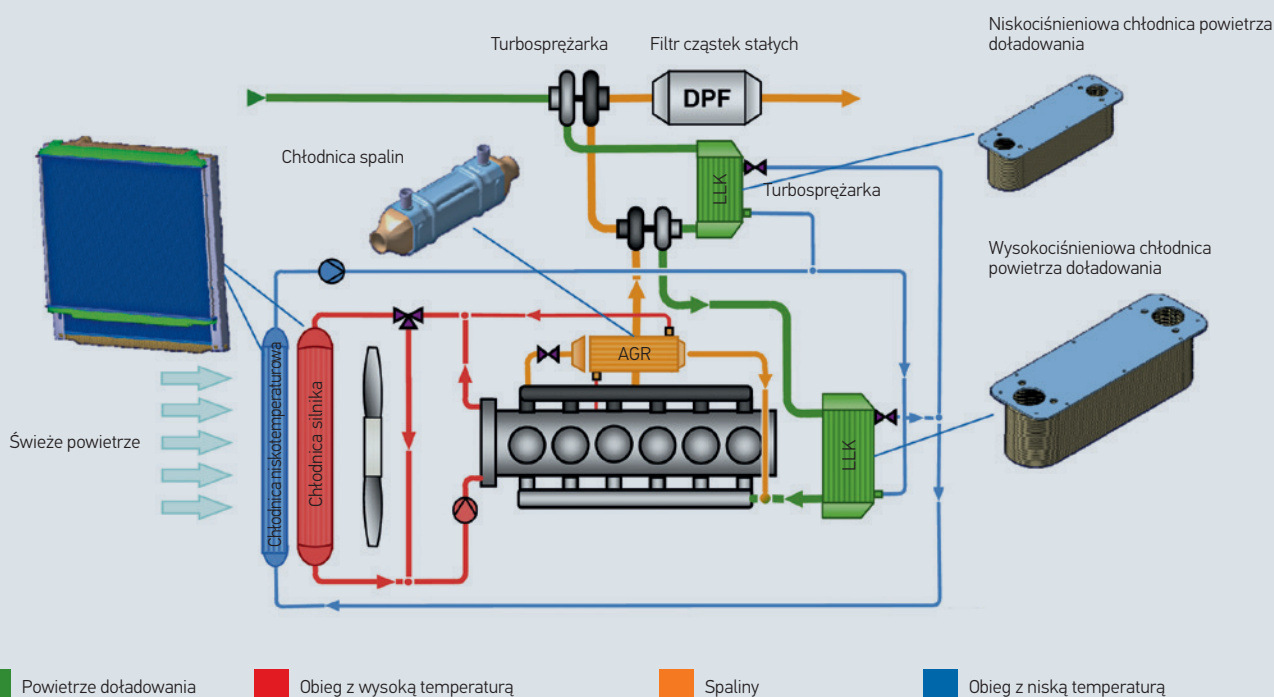 Niskociśnieniowa chłodnica powietrza
doładowania
Turbosprężarka
Filtr cząstek stałych
DPF
Chłodnica spalin
LLK
Turbosprężarka
Wysokociśnieniowa chłodnica
powietrza doładowania
AGR
Świeże powietrze
Chłodnica niskotemperaturowa
Chłodnica silnika
LLK
Powietrze doładowania
Obieg z wysoką temperaturą
Spaliny
Obieg z niską temperaturą